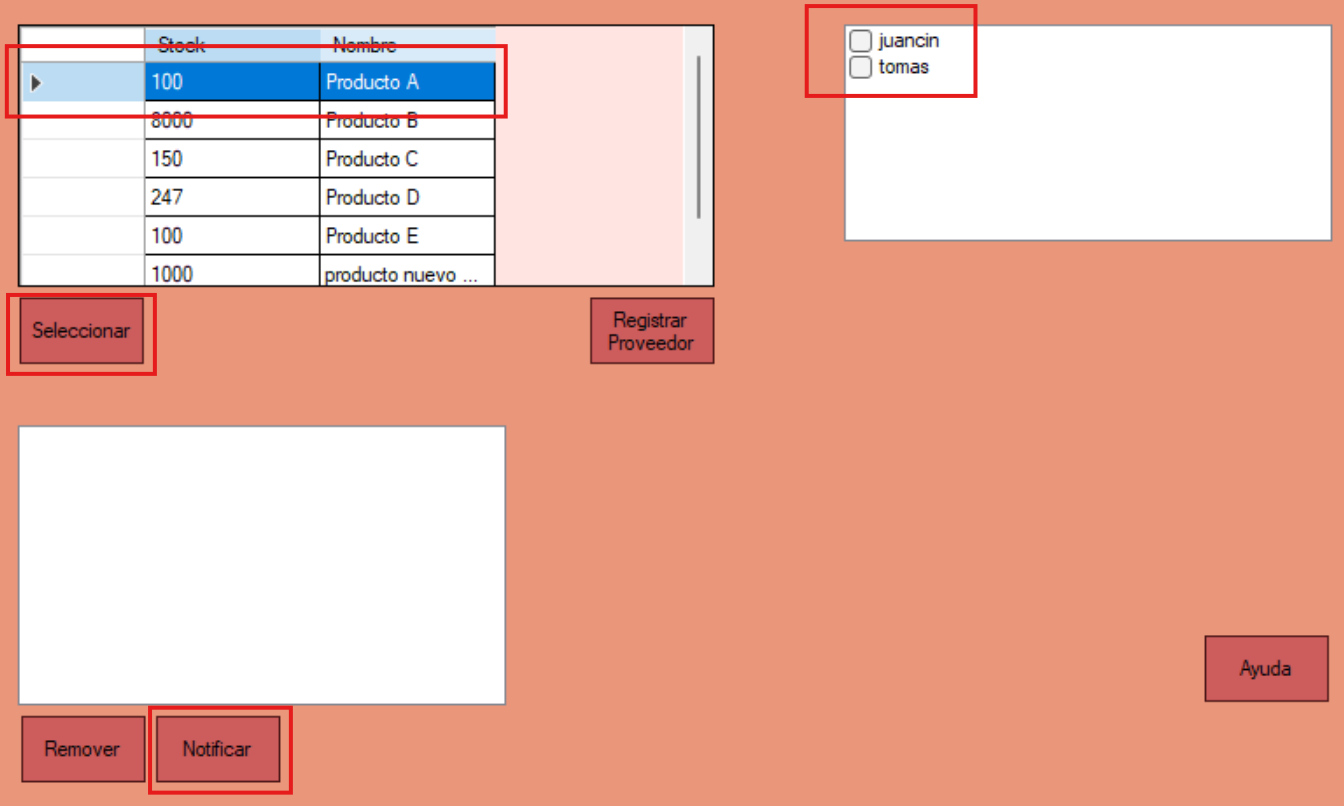 Stock Nombre
100 Producto A
8000 Producto B
150 Producto C
247 Producto D
100 Producto E
1000 producto nuevo ...
juancin
tomas
Seleccionar
Registrar
Proveedor
Ayuda
Remover
Notificar